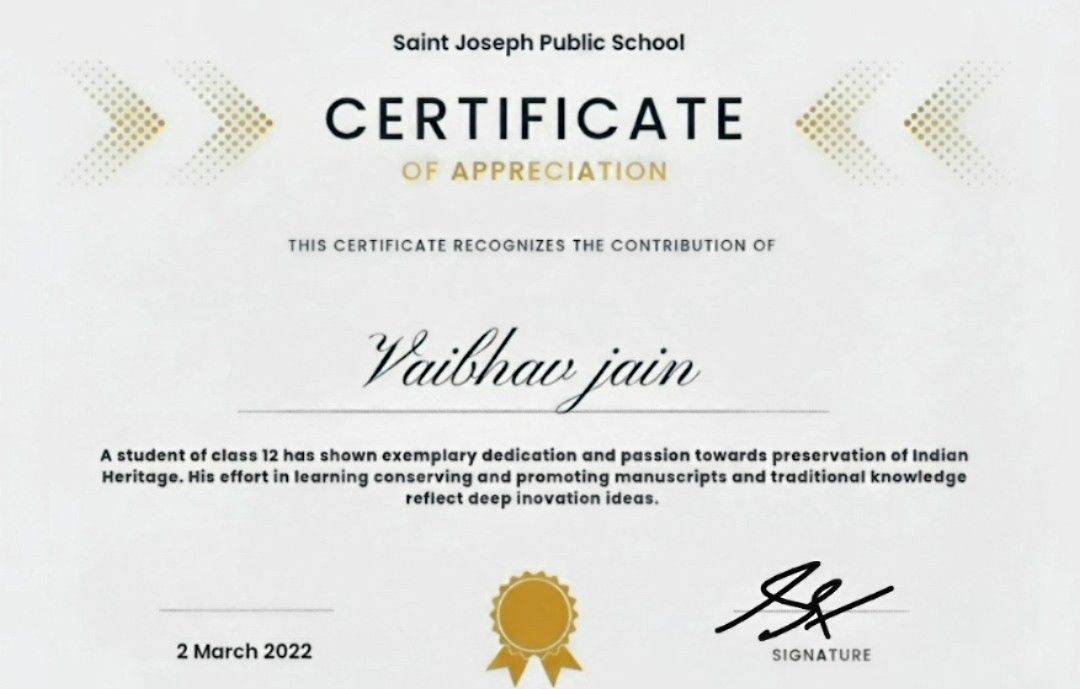 Saint Joseph Public School
CERTIFICATE
OF APPRECIATION
THIS CERTIFICATE RECOGNIZES THE CONTRIBUTION OF
Vaibhav jain
A student of class 12 has shown exemplary dedication and passion towards preservation of Indian
Heritage. His effort in learning conserving and promoting manuscripts and traditional knowledge
reflect deep inovation ideas.
2 March 2022
SIGNATURE